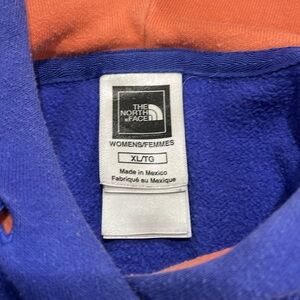 THE
NORTH
FACE
WOMENS/FEMMES
XL/TG
Made in Mexico
Fabriqué au Mexique